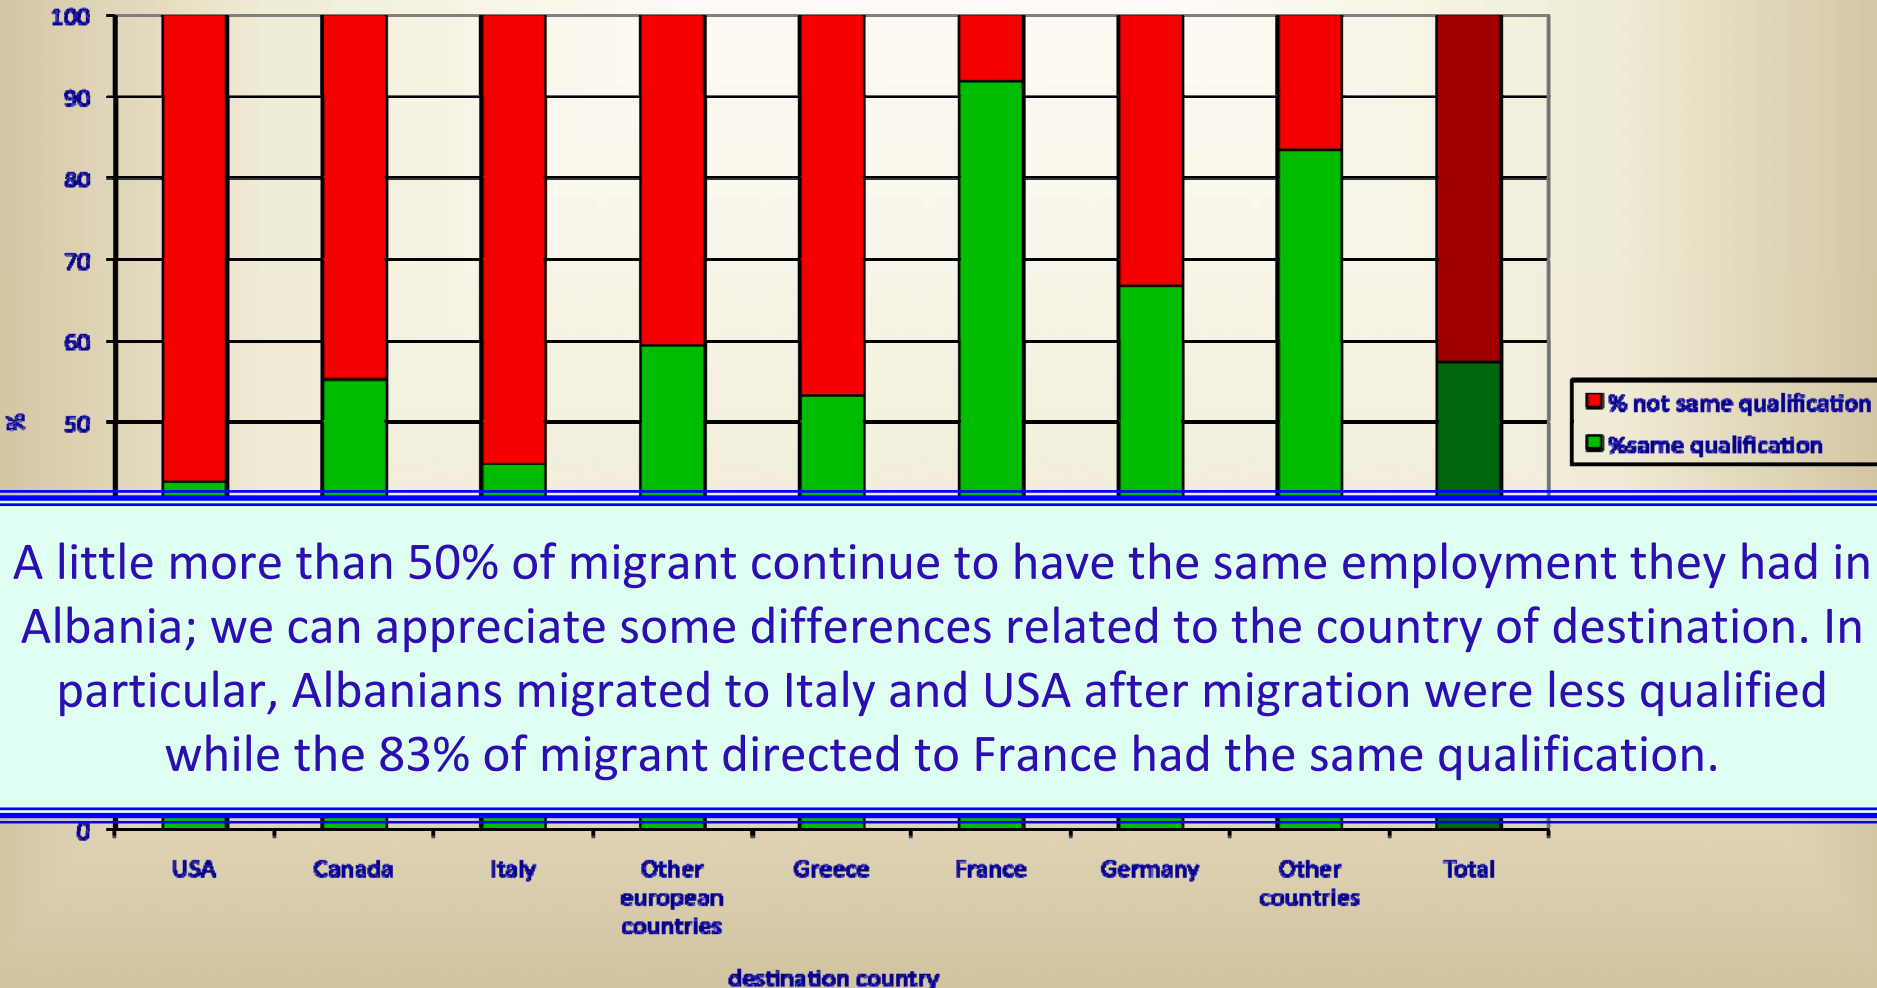 100
90
80
70
60
50
%
% not same qualification
%same qualification
A little more than 50% of migrant continue to have the same employment they had in
Albania; we can appreciate some differences related to the country of destination. In
particular, Albanians migrated to Italy and USA after migration were less qualified
while the 83% of migrant directed to France had the same qualification.
0
USA
Canada
Italy
Other
european
countries
Greece
France
Germany
Other
countries
Total
destination country